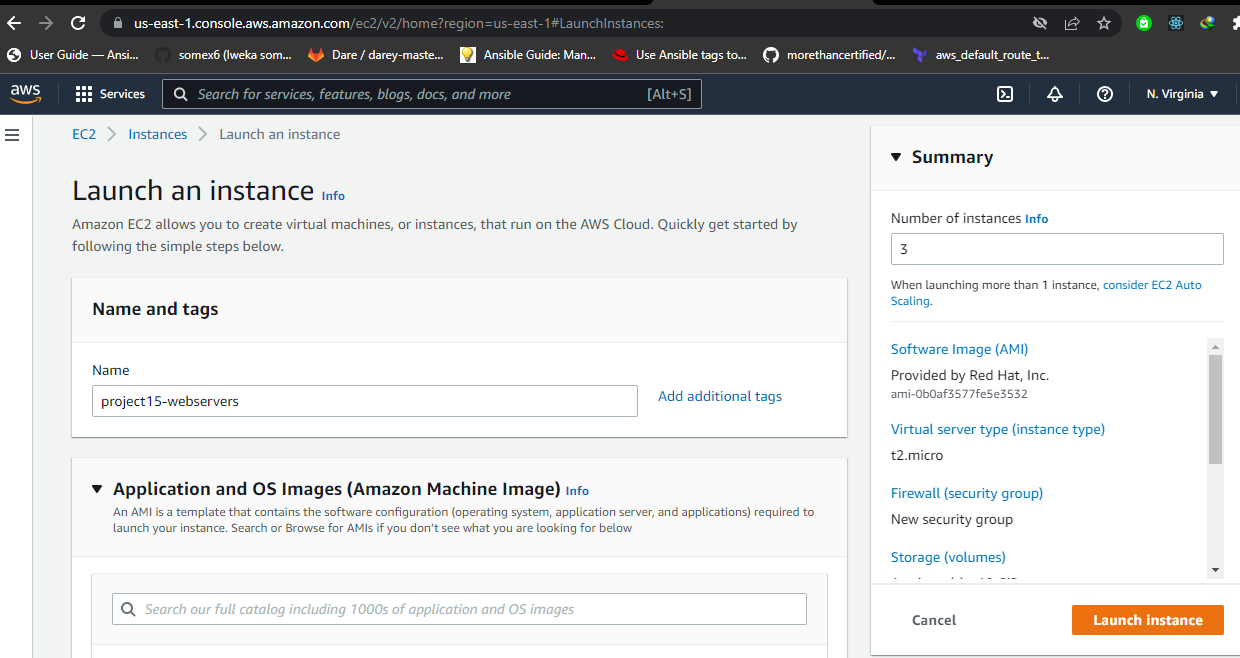 us-east-1.console.aws.amazon.com/ec2/v2/home?region=us-east-1#LaunchInstances:
User Guide — Ansi... somex6 (Iweka som... Dare / darey-maste... Ansible Guide: Man... Use Ansible tags to... morethancertified/... aws_default_route_t...
aws Services Search for services, features, blogs, docs, and more [Alt+S] N. Virginia
EC2 Instances Launch an instance
Launch an instance Info
Amazon EC2 allows you to create virtual machines, or instances, that run on the AWS Cloud. Quickly get started by
following the simple steps below.
Name and tags
Name
project15-webservers Add additional tags
Application and OS Images (Amazon Machine Image) Info
An AMI is a template that contains the software configuration (operating system, application server, and applications) required to
launch your instance. Search or Browse for AMIs if you don't see what you are looking for below
Search our full catalog including 1000s of application and OS images
Summary
Number of instances Info
3
When launching more than 1 instance, consider EC2 Auto
Scaling.
Software Image (AMI)
Provided by Red Hat, Inc.
ami-0b0af3577fe5e3532
Virtual server type (instance type)
t2.micro
Firewall (security group)
New security group
Storage (volumes)
Cancel Launch instance